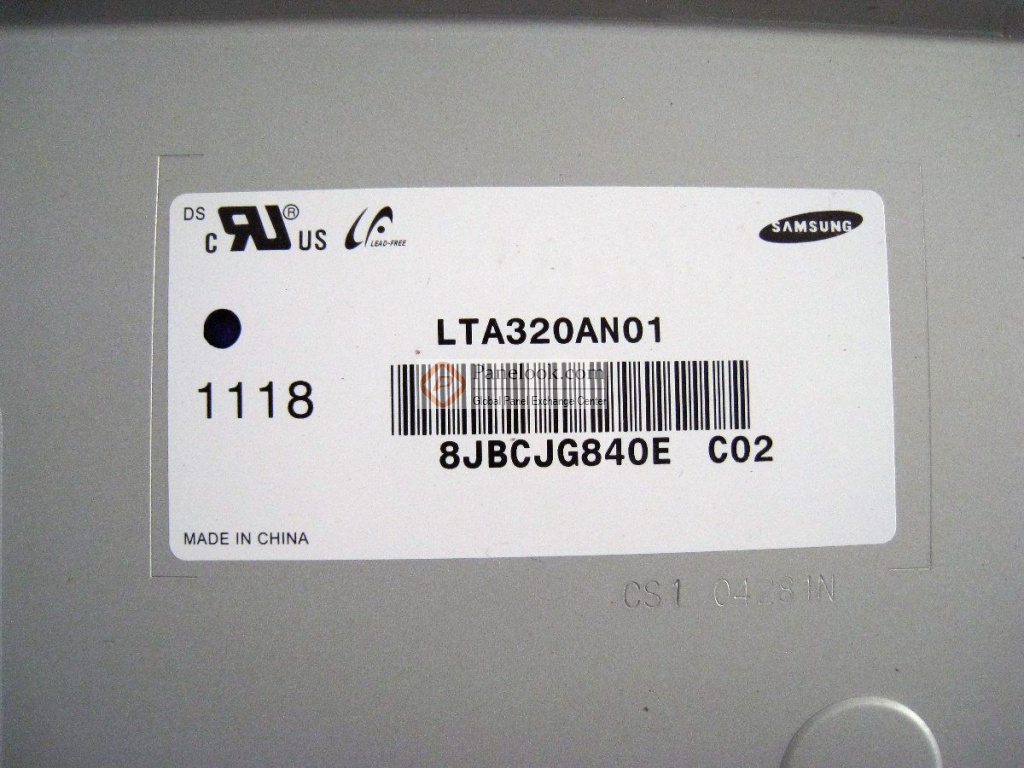 DS
C RU ® US
LEAD-FREE
SAMSUNG
LTA320AN01
Panelook.com
Global Panel Exchange Center
1118
8JBCJG840E C02
MADE IN CHINA
CS1